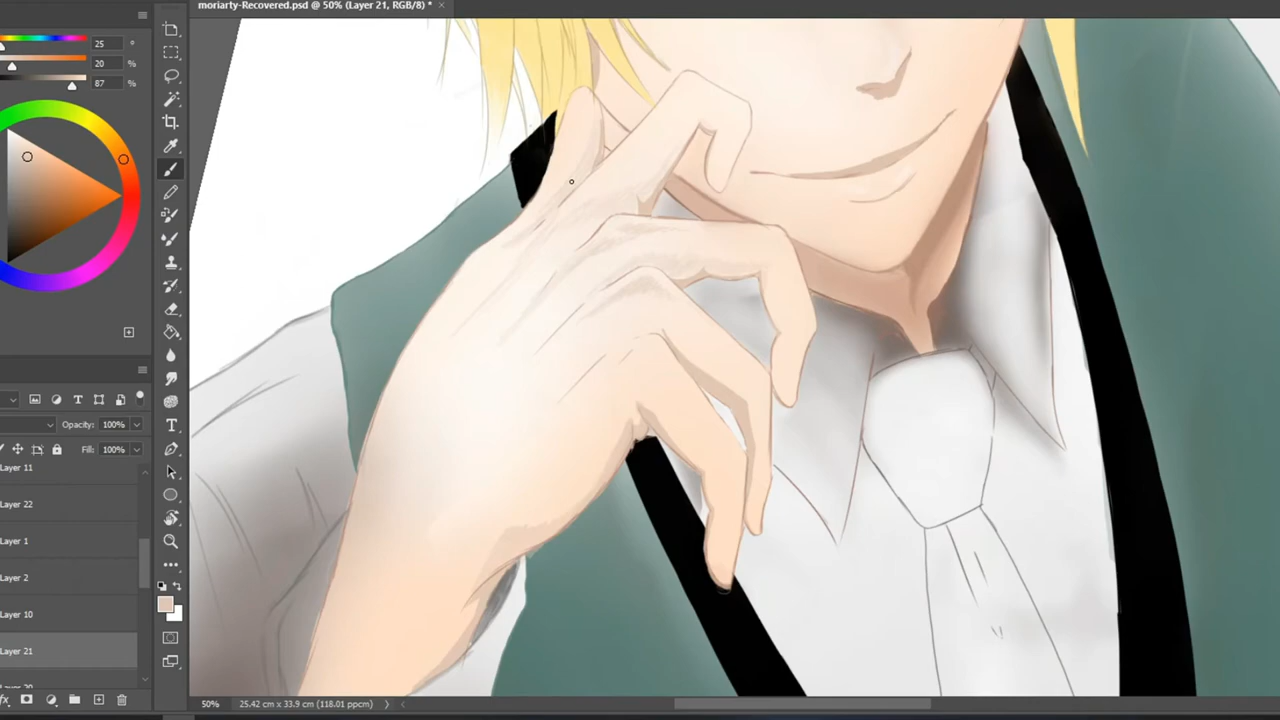 moriarty-Recovered.psd @ 50% (Layer 21, RGB/8) *
25 °
20 %
87 %
Opacity: 100%
Fill: 100%
Layer 11
Layer 22
Layer 1
Layer 2
Layer 10
Layer 21
fx
50% 25.42 cm x 33.9 cm (118.01 ppcm)